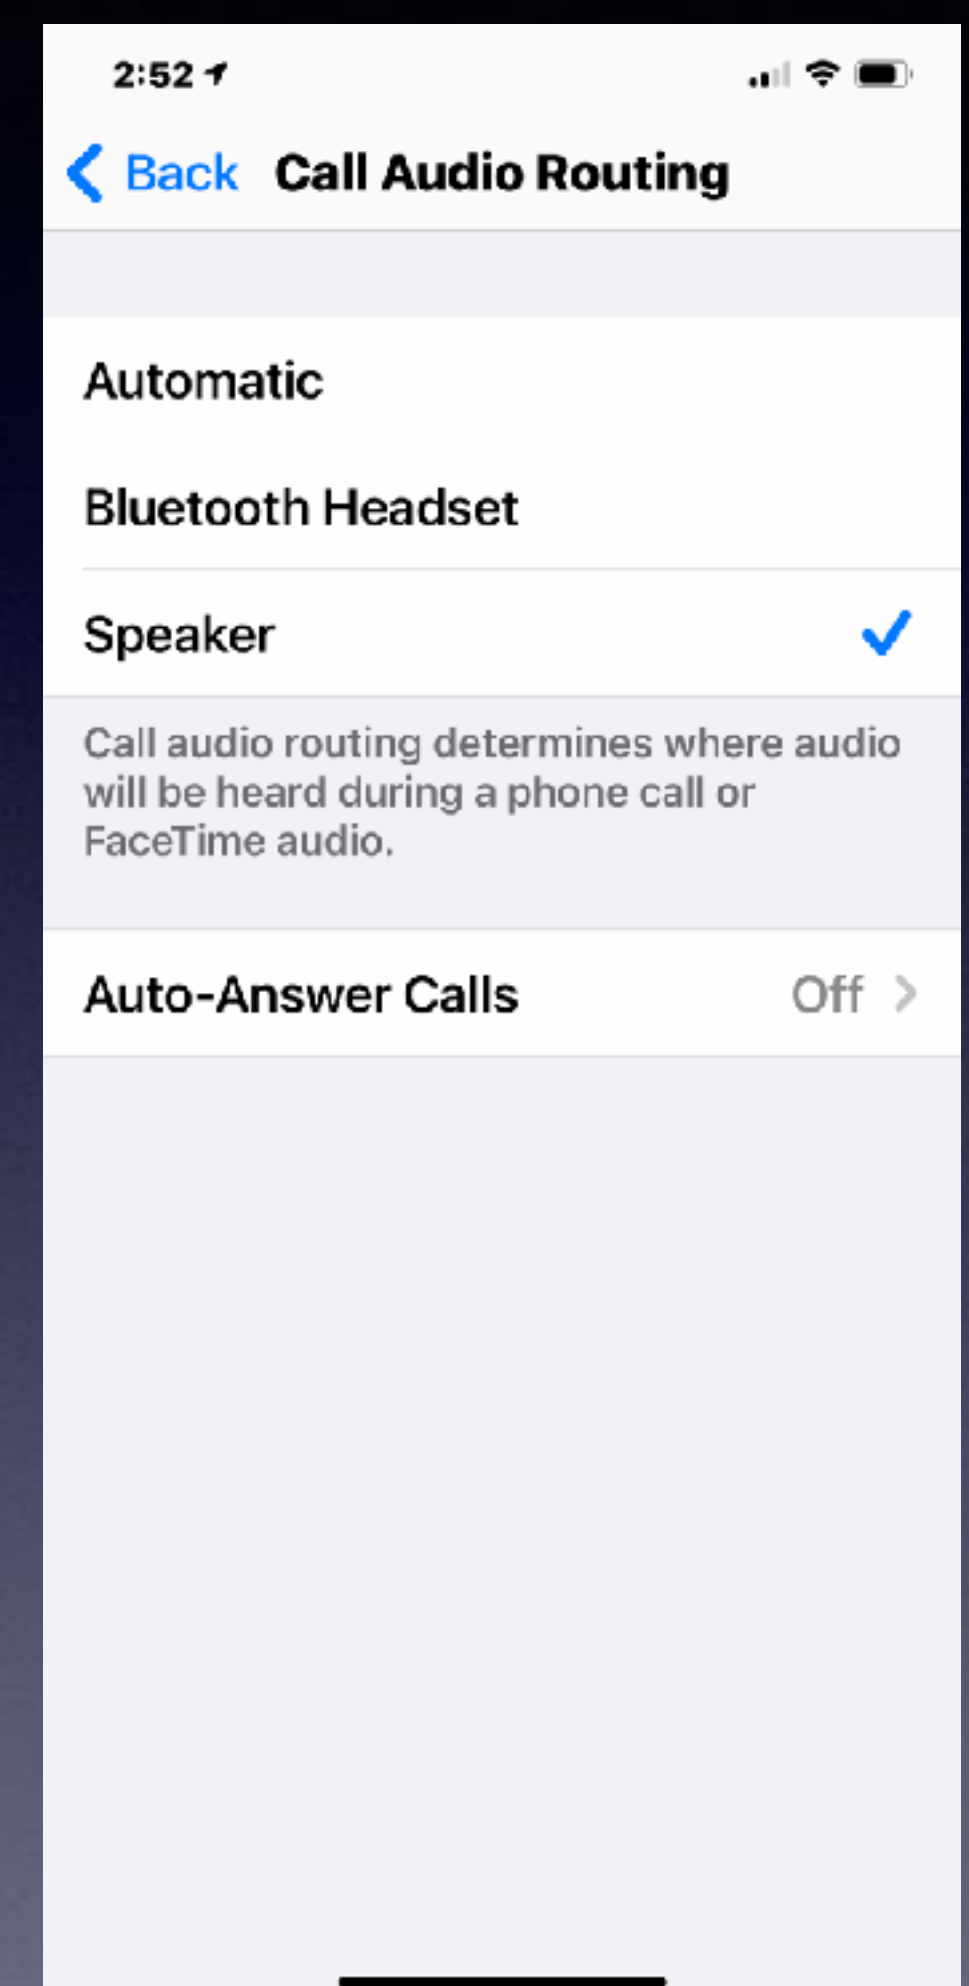 2:52
Back Call Audio Routing
Automatic
Bluetooth Headset
Speaker
Call audio routing determines where audio
will be heard during a phone call or
FaceTime audio.
Auto-Answer Calls Off